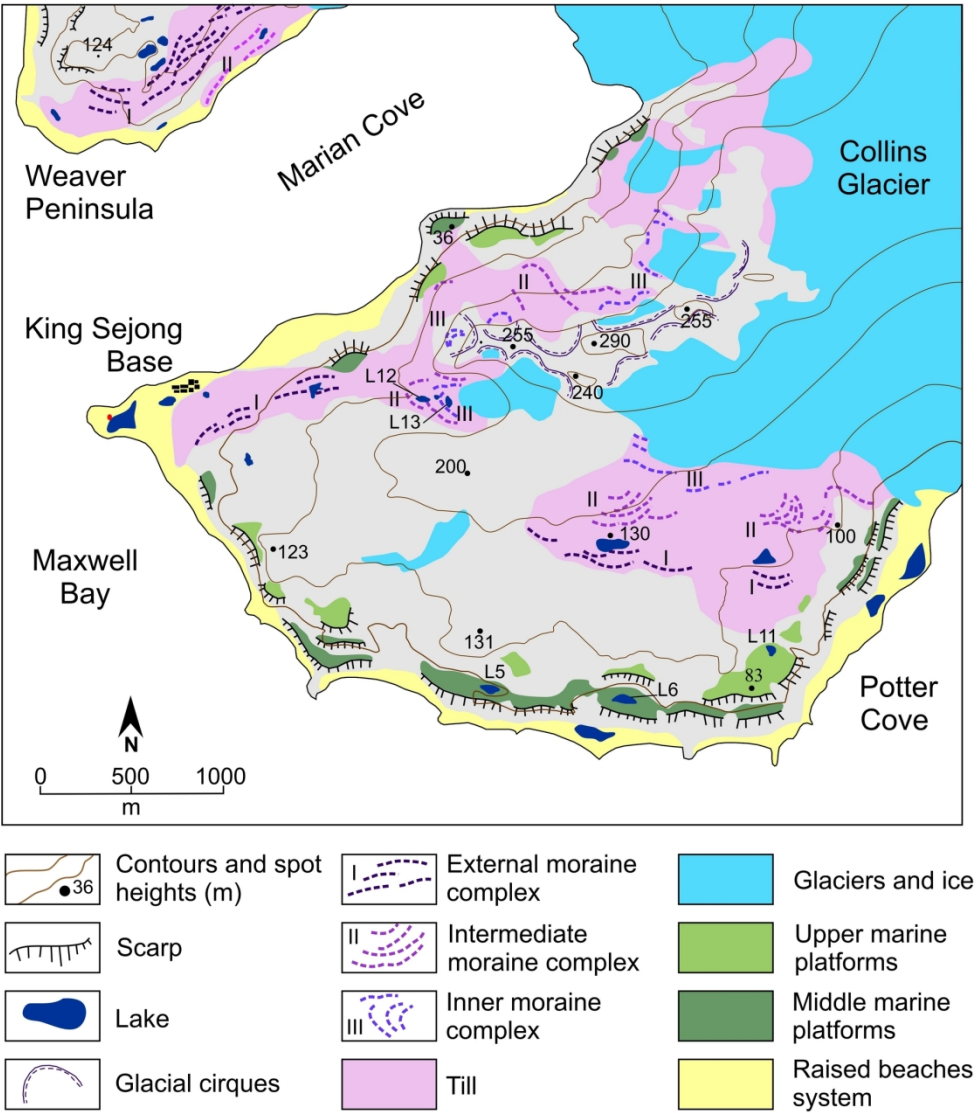 124
II
I
Weaver
Peninsula
Marian Cove
Collins
Glacier
36
II
III
255
King Sejong
Base
III
255
290
240
L12
I
II
III
L13
200
II
III
II
130
100
I
I
123
Maxwell
Bay
131
L11
L5
L6
83
Potter
Cove
N
0 500 1000
m
36
Contours and spot
heights (m)
I
External moraine
complex
Glaciers and ice
Scarp
II
Intermediate
moraine complex
Upper marine
platforms
Lake
III
Inner moraine
complex
Middle marine
platforms
Glacial cirques
Till
Raised beaches
system